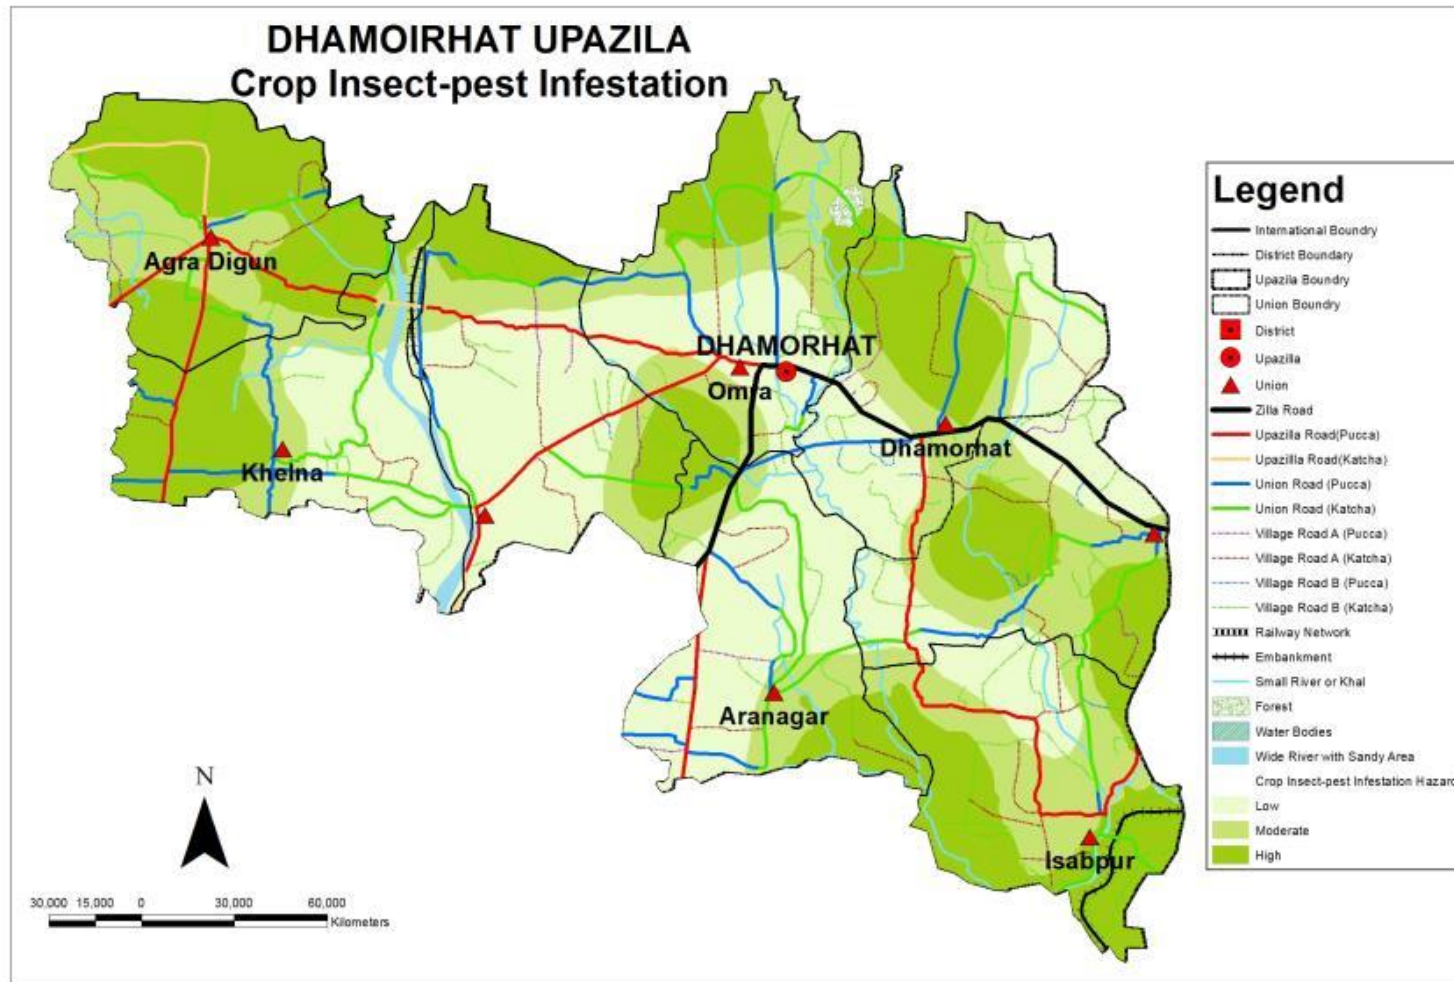 DHAMOIRHAT UPAZILA
Crop Insect-pest Infestation
Agra Digun
Khelna
DHAMORHAT
Omra
Dhamorhat
Aranagar
Isabpur
N
30,000 15,000 0 30,000 60,000
Kilometers
Legend
International Boundry
District Boundary
Upazila Boundry
Union Boundry
District
Upazilla
Union
Zilla Road
Upazilla Road(Pucca)
Upazillla Road(Katcha)
Union Road (Pucca)
Union Road (Katcha)
Village Road A (Pucca)
Village Road A (Katcha)
Village Road B (Pucca)
Village Road B (Katcha)
Railway Network
Embankment
Small River or Khal
Forest
Water Bodies
Wide River with Sandy Area
Crop Insect-pest Infestation Hazard
Low
Moderate
High